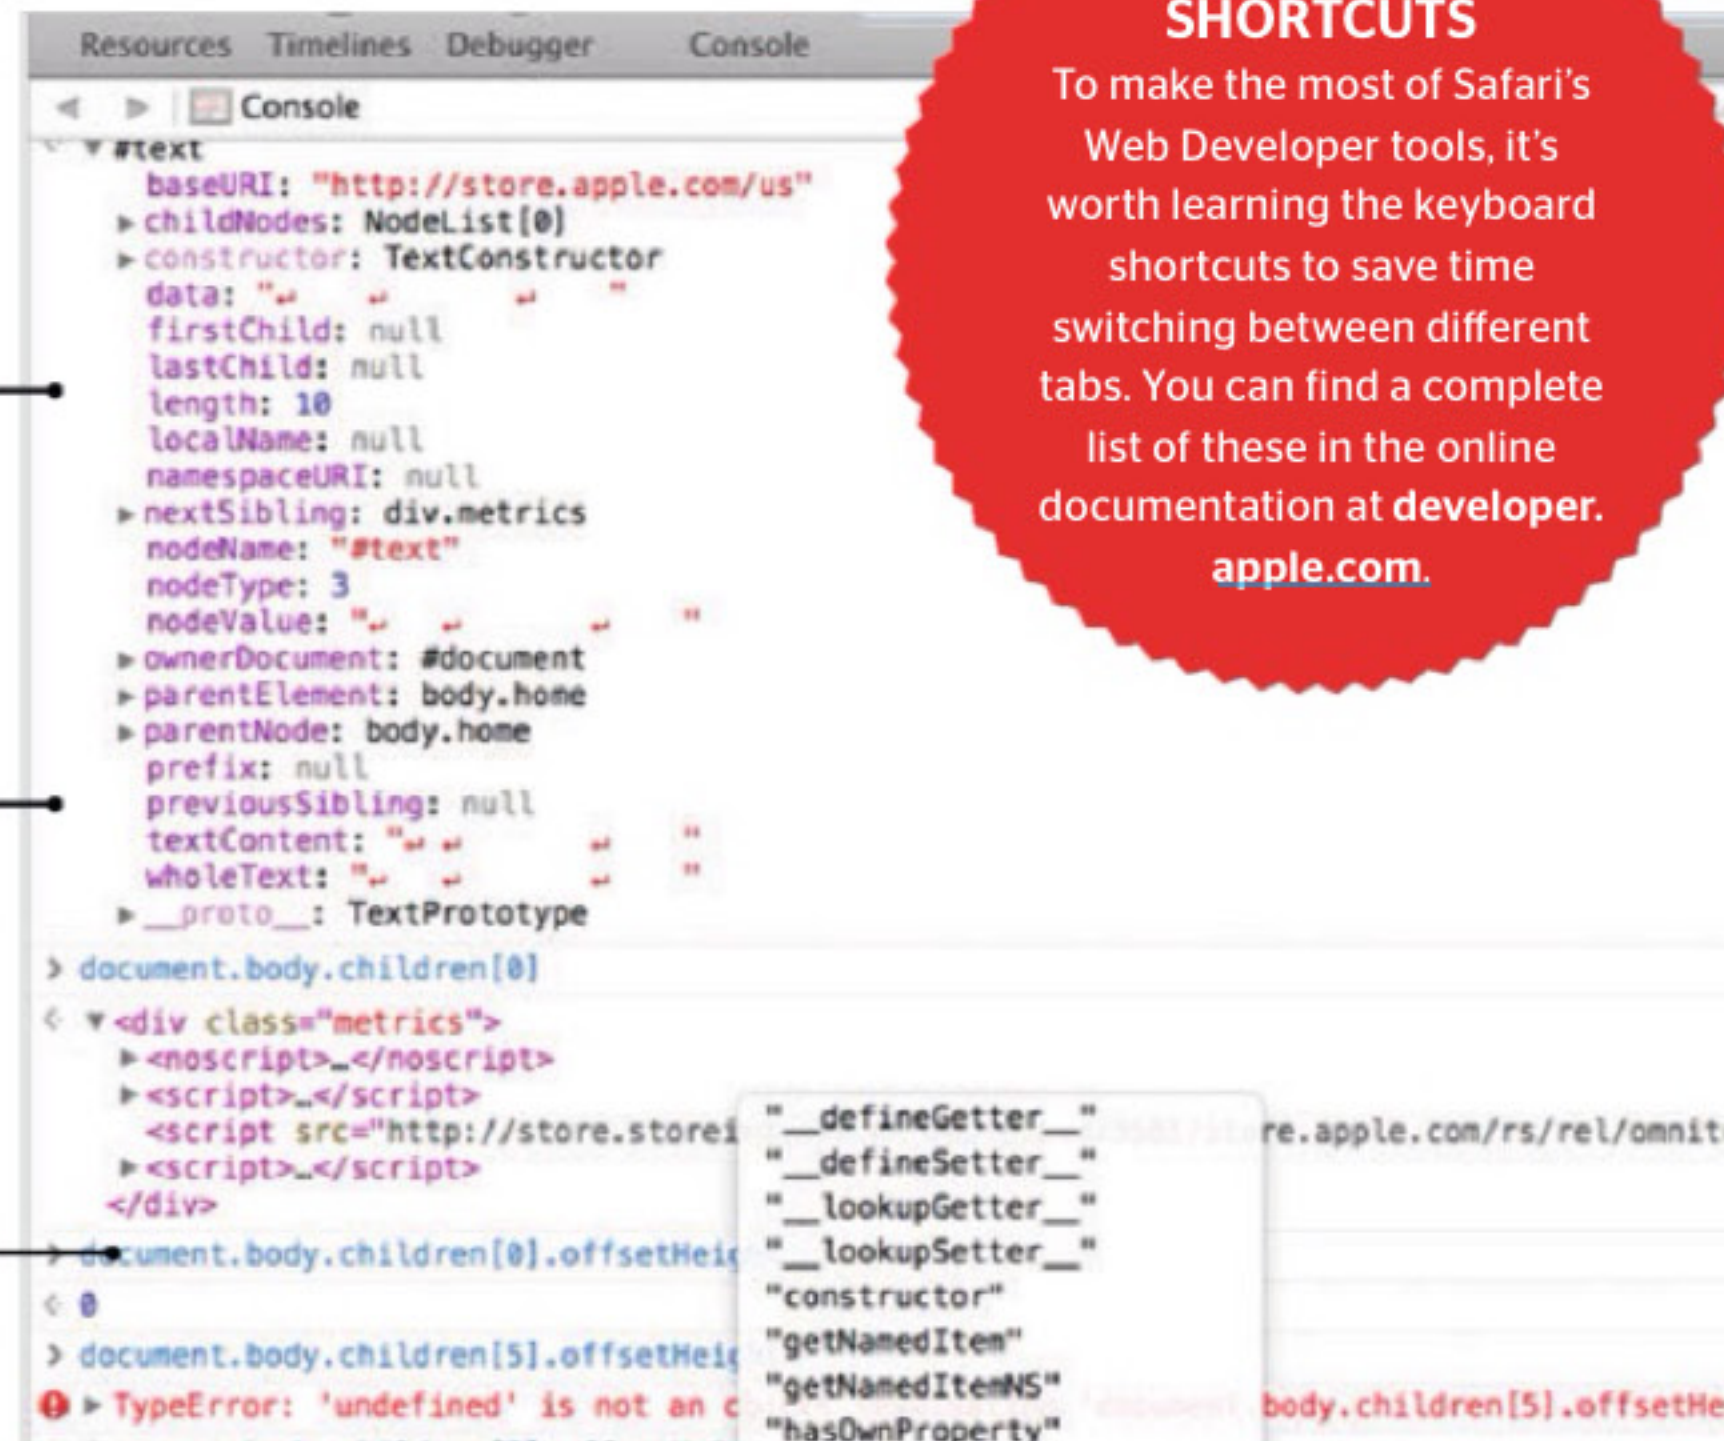 Resources Timelines Debugger Console
Console
#text
baseURI: "http://store.apple.com/us"
childNodes: NodeList[0]
constructor: TextConstructor
data: "↵ ↵ ↵ "
firstChild: null
lastChild: null
length: 10
localName: null
namespaceURI: null
nextSibling: div.metrics
nodeName: "#text"
nodeType: 3
nodeValue: "↵ ↵ ↵ "
ownerDocument: #document
parentElement: body.home
parentNode: body.home
prefix: null
previousSibling: null
textContent: "↵ ↵ ↵ "
wholeText: "↵ ↵ ↵ "
__proto__: TextPrototype
document.body.children[0]
<div class="metrics">
<noscript>…</noscript>
<script>…</script>
<script src="http://store.storei re.apple.com/rs/rel/omnit
<script>…</script>
</div>
document.body.children[0].offsetHeig
0
document.body.children[5].offsetHeig
TypeError: 'undefined' is not an body.children[5].offsetHe
"__defineGetter__"
"__defineSetter__"
"__lookupGetter__"
"__lookupSetter__"
"constructor"
"getNamedItem"
"getNamedItemNS"
"hasOwnProperty"
SHORTCUTS
To make the most of Safari's
Web Developer tools, it's
worth learning the keyboard
shortcuts to save time
switching between different
tabs. You can find a complete
list of these in the online
documentation at developer.
apple.com.